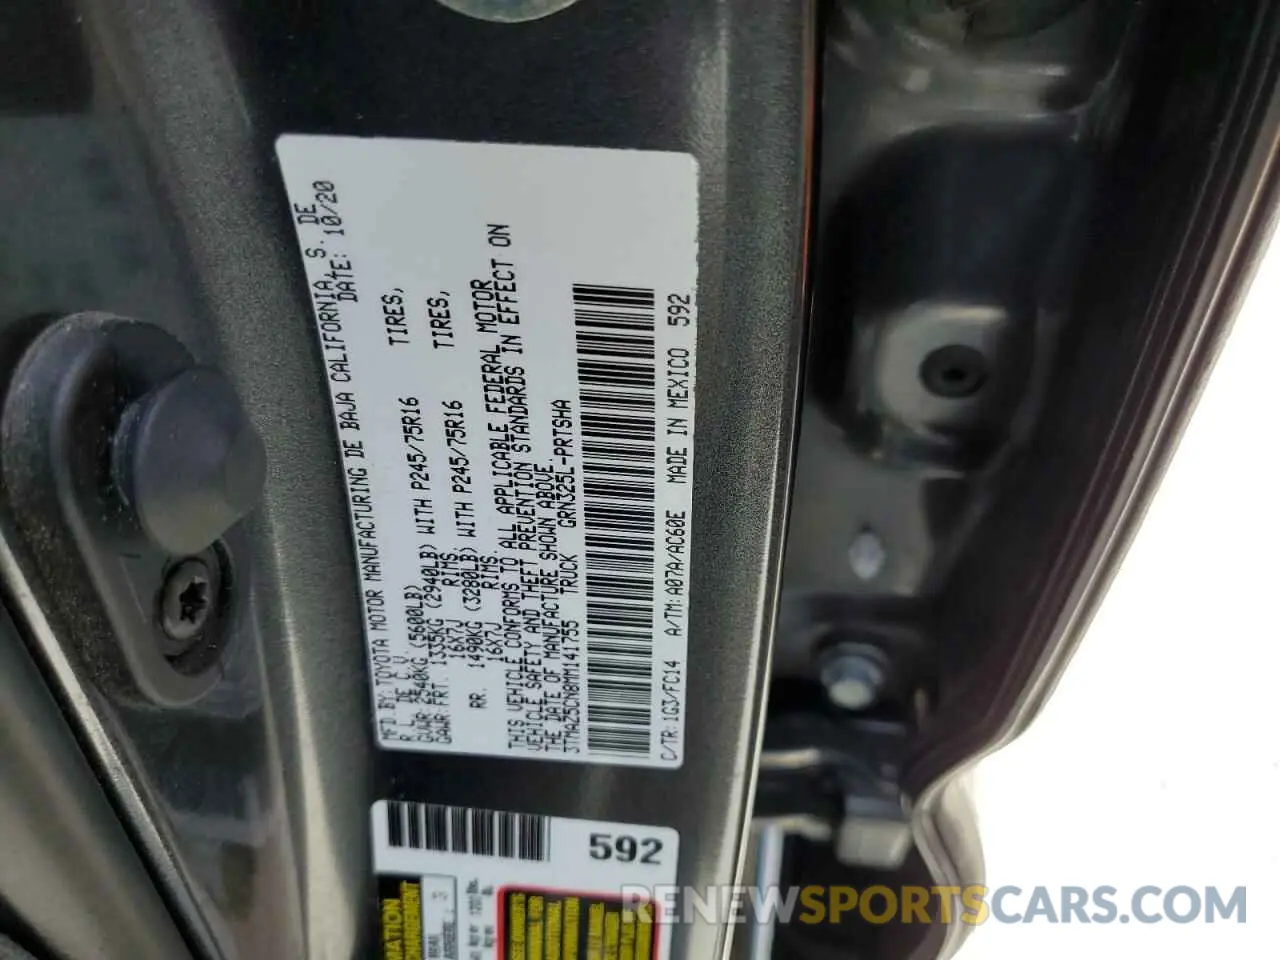 MFD.BY:TOYOTA MOTOR MANUFACTURING DE BAJA CALIFORNIA, S. DE
R. L. DE C.V. DATE: 10/20
GVWR: 2540KG (5600LB)
GAWR:FRT. 1335KG (2940LB) WITH P245/75R16 TIRES,
16X7J RIMS,
RR. 1490KG (3280LB) WITH P245/75R16 TIRES,
16X7J RIMS.
THIS VEHICLE CONFORMS TO ALL APPLICABLE FEDERAL MOTOR
VEHICLE SAFETY AND THEFT PREVENTION STANDARDS IN EFFECT ON
THE DATE OF MANUFACTURE SHOWN ABOVE.
3TMAZ5CN8MM141755 TRUCK GRN325L-PRTSHA
C/TR:1G3/FC14 A/TM:A07A/AC60E MADE IN MEXICO 592
592
RENEWSPORTSCARS.COM